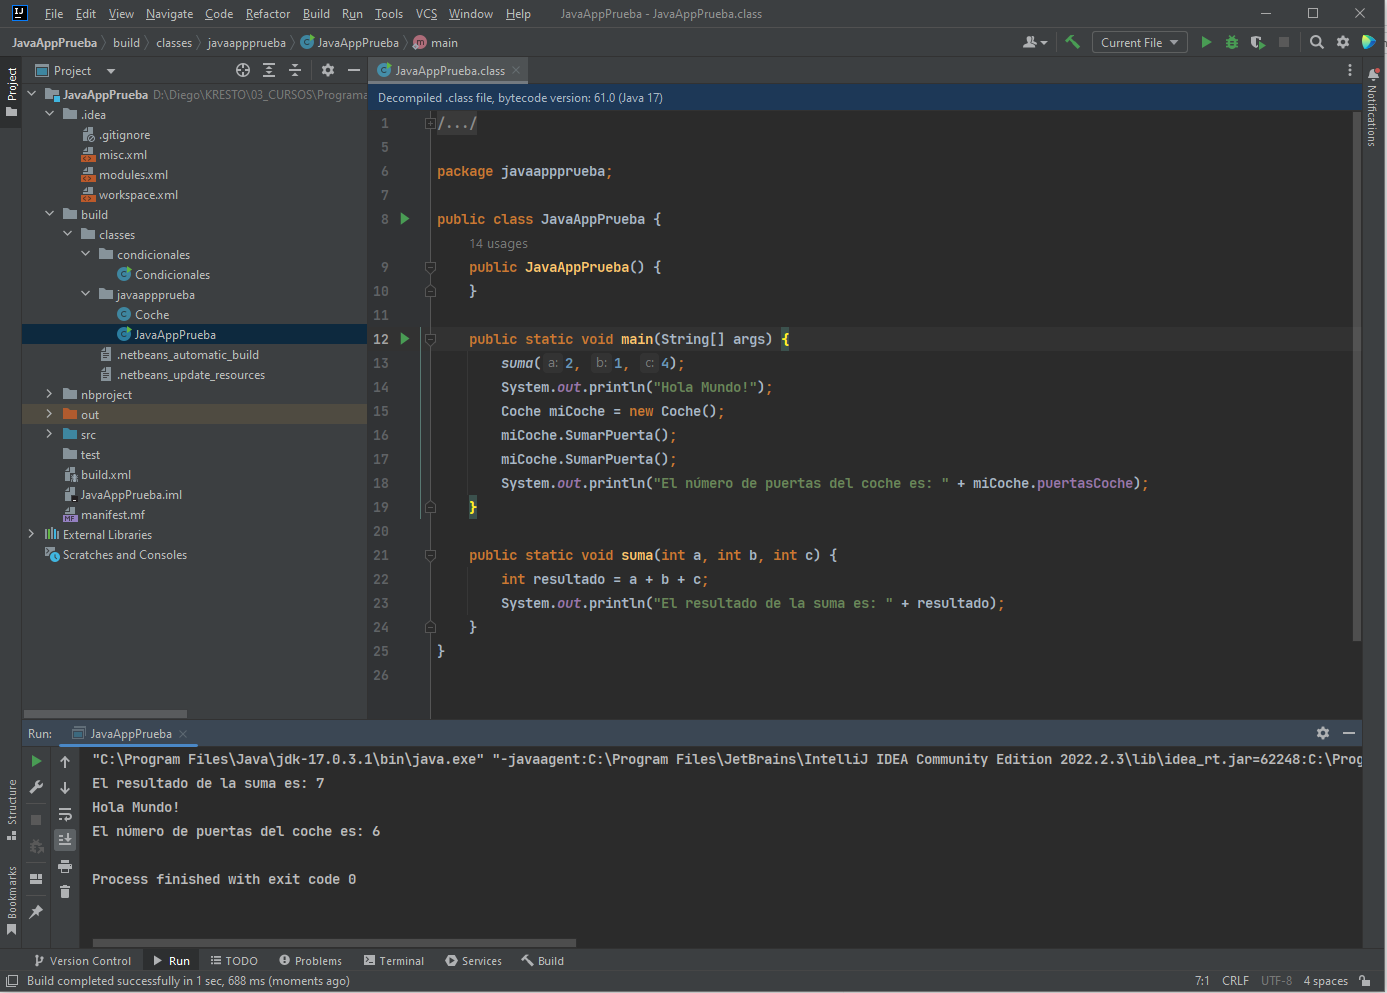 File Edit View Navigate Code Refactor Build Run Tools VCS Window Help JavaAppPrueba - JavaAppPrueba.class
JavaAppPrueba build classes javaappprueba JavaAppPrueba main Current File
Project
JavaAppPrueba.class
Decompiled .class file, bytecode version: 61.0 (Java 17)
Project
Notifications
JavaAppPrueba D:\Diego\KRESTO\03_CURSOS\Programa
.idea
.gitignore
misc.xml
modules.xml
workspace.xml
build
classes
condicionales
Condicionales
javaappprueba
Coche
JavaAppPrueba
.netbeans_automatic_build
.netbeans_update_resources
nbproject
out
src
test
build.xml
JavaAppPrueba.iml
manifest.mf
External Libraries
Scratches and Consoles
1 /.../
5
6 package javaappprueba;
7
8 public class JavaAppPrueba {
14 usages
9 public JavaAppPrueba() {
10 }
11
12 public static void main(String[] args) {
13 suma( a: 2, b: 1, c: 4);
14 System.out.println("Hola Mundo!");
15 Coche miCoche = new Coche();
16 miCoche.SumarPuerta();
17 miCoche.SumarPuerta();
18 System.out.println("El número de puertas del coche es: " + miCoche.puertasCoche);
19 }
20
21 public static void suma(int a, int b, int c) {
22 int resultado = a + b + c;
23 System.out.println("El resultado de la suma es: " + resultado);
24 }
25 }
26
Run: JavaAppPrueba
"C:\Program Files\Java\jdk-17.0.3.1\bin\java.exe" "-javaagent:C:\Program Files\JetBrains\IntelliJ IDEA Community Edition 2022.2.3\lib\idea_rt.jar=62248:C:\Prog
El resultado de la suma es: 7
Hola Mundo!
El número de puertas del coche es: 6
Process finished with exit code 0
Structure
Bookmarks
Version Control Run TODO Problems Terminal Services Build
Build completed successfully in 1 sec, 688 ms (moments ago) 7:1 CRLF UTF-8 4 spaces